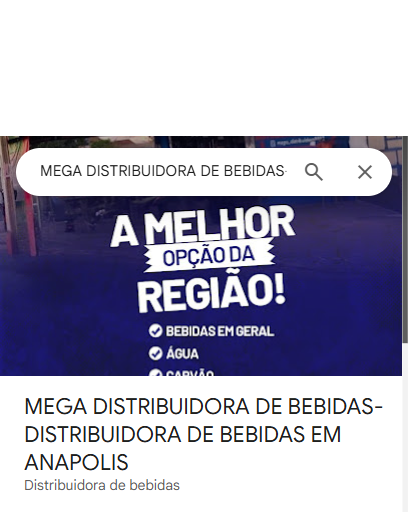 MEGA DISTRIBUIDORA DE BEBIDAS-
A MELHOR
OPÇÃO DA
REGIÃO!
BEBIDAS EM GERAL
ÁGUA
CARVÃO
MEGA DISTRIBUIDORA DE BEBIDAS-
DISTRIBUIDORA DE BEBIDAS EM
ANAPOLIS
Distribuidora de bebidas